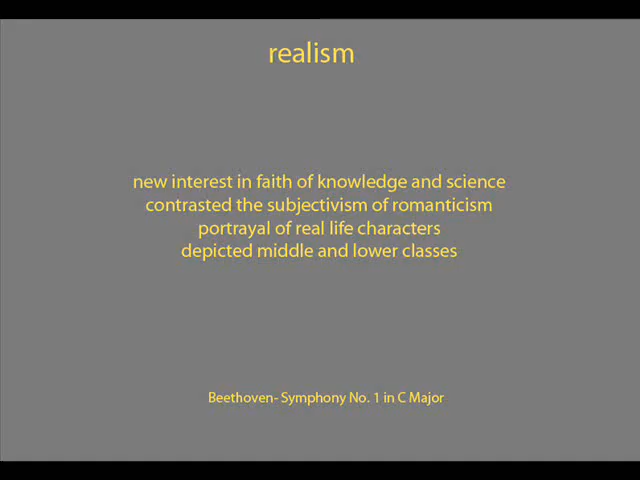 realism
new interest in faith of knowledge and science
contrasted the subjectivism of romanticism
portrayal of real life characters
depicted middle and lower classes
Beethoven- Symphony No. 1 in C Major